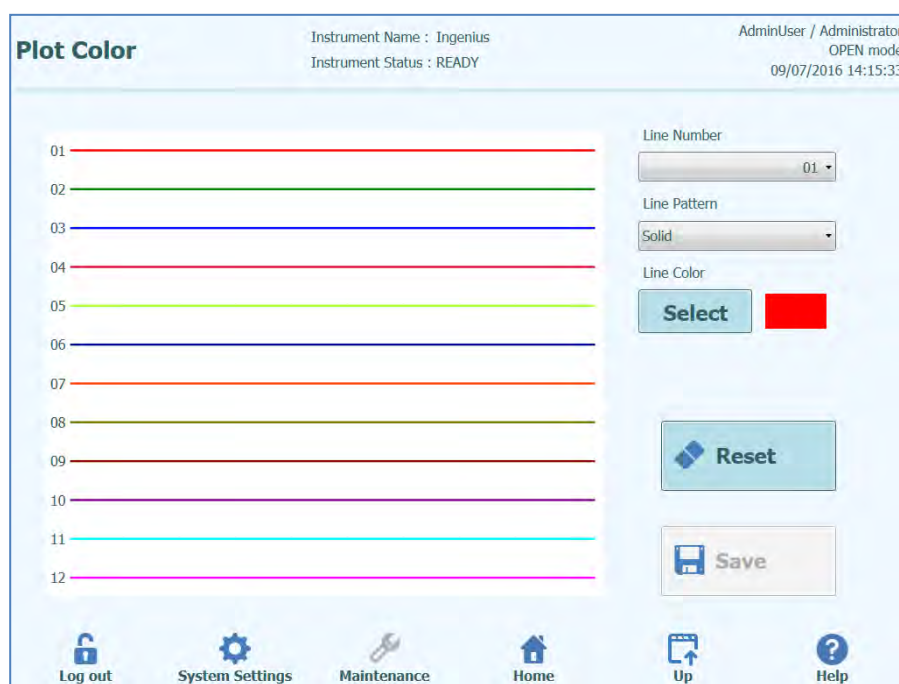 Plot Color
Instrument Name : Ingenius
Instrument Status : READY
AdminUser / Administrator
OPEN mode
09/07/2016 14:15:33
01
02
03
04
05
06
07
08
09
10
11
12
Line Number
01
Line Pattern
Solid
Line Color
Select
Reset
Save
Log out
System Settings
Maintenance
Home
Up
Help